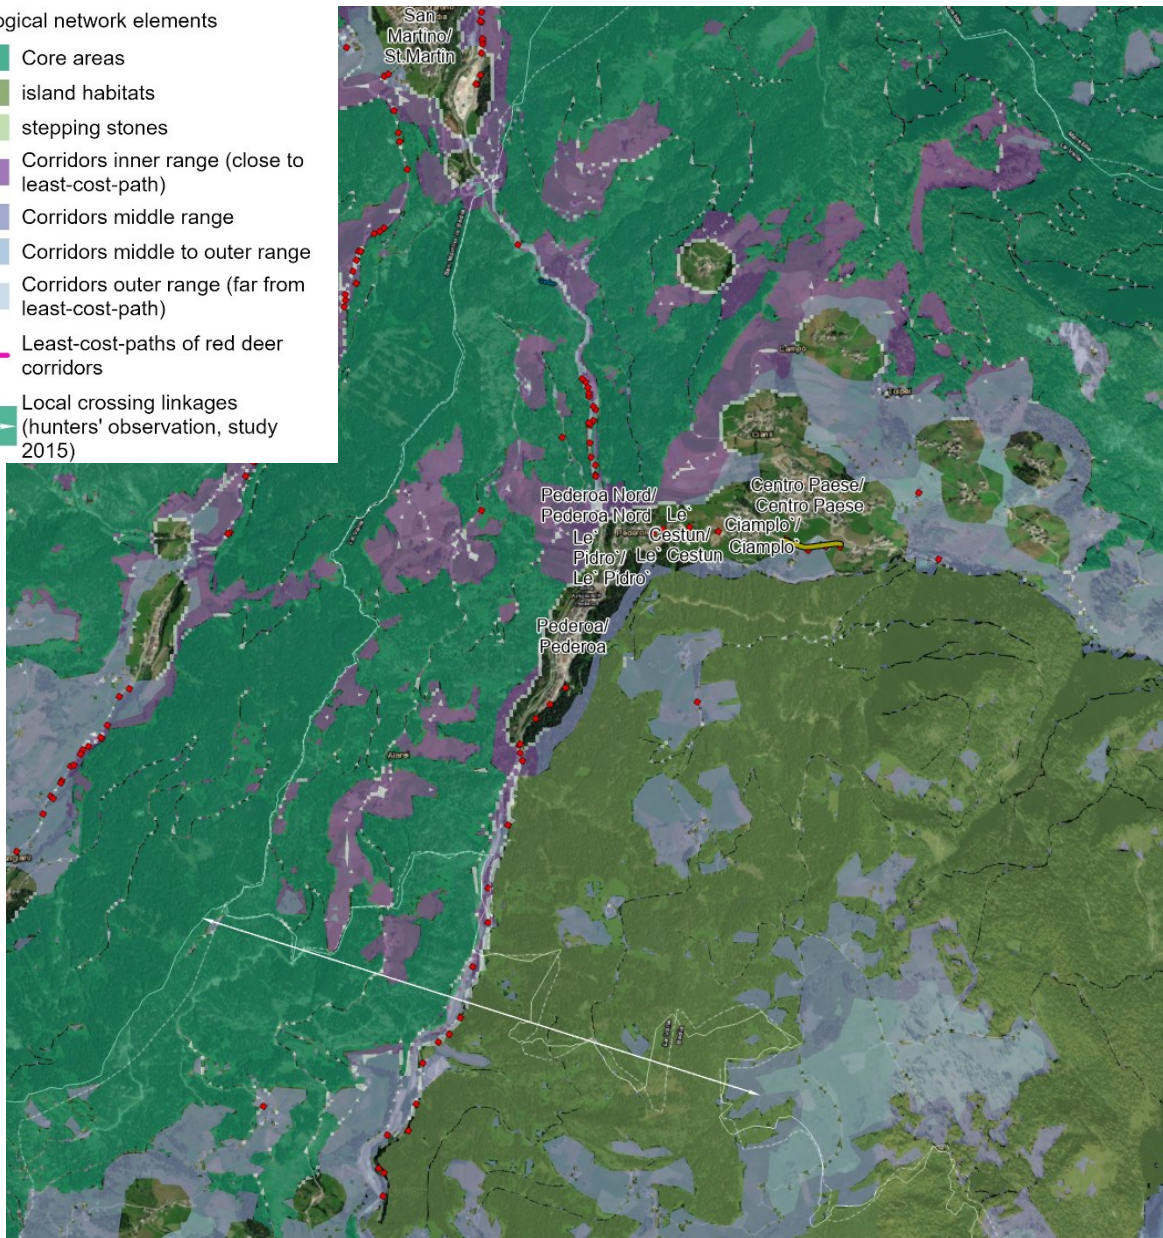 ogical network elements
Core areas
island habitats
stepping stones
Corridors inner range (close to
least-cost-path)
Corridors middle range
Corridors middle to outer range
Corridors outer range (far from
least-cost-path)
Least-cost-paths of red deer
corridors
Local crossing linkages
(hunters' observation, study
2015)
San
Martino/
St.Martin
Campo
Pederoa Nord/
Pederoa Nord
Le`
Pidro`/
Le` Pidro`
Le`
Cestun/
Le` Cestun
Centro Paese/
Centro Paese
Ciamplo`/
Ciamplo`
Pederoa/
Pederoa